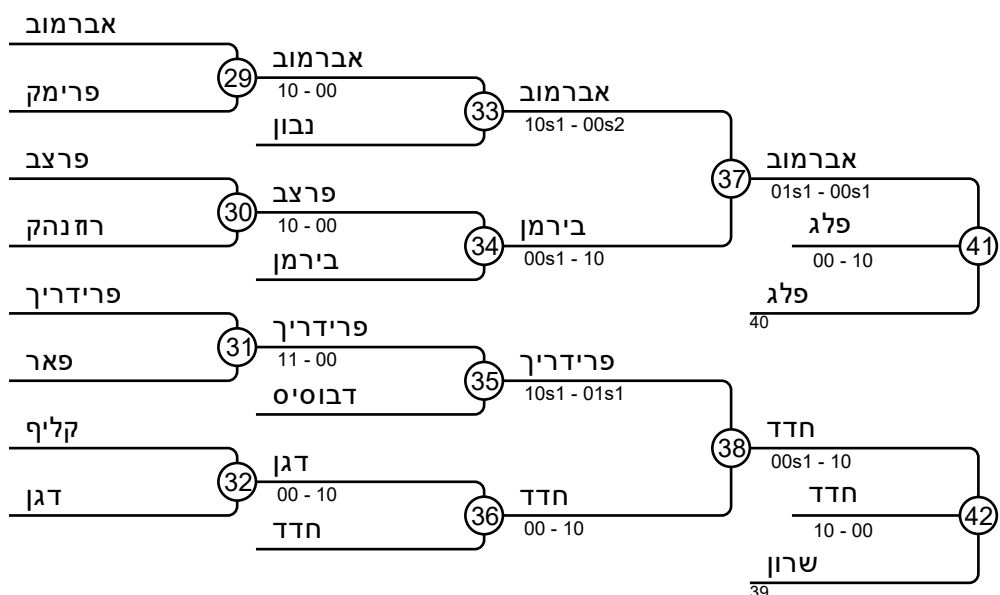 אברמוב
פרימק
29
אברמוב
10 - 00
נבון
33
אברמוב
10s1 - 00s2
פרצב
רוזנהק
30
פרצב
10 - 00
בירמן
34
בירמן
00s1 - 10
37
אברמוב
01s1 - 00s1
פלג
00 - 10
פלג
40
41
פרידריך
פאר
31
פרידריך
11 - 00
דבוסיס
35
פרידריך
10s1 - 01s1
קליף
דגן
32
דגן
00 - 10
חדד
36
חדד
00 - 10
38
חדד
00s1 - 10
חדד
10 - 00
שרון
39
42